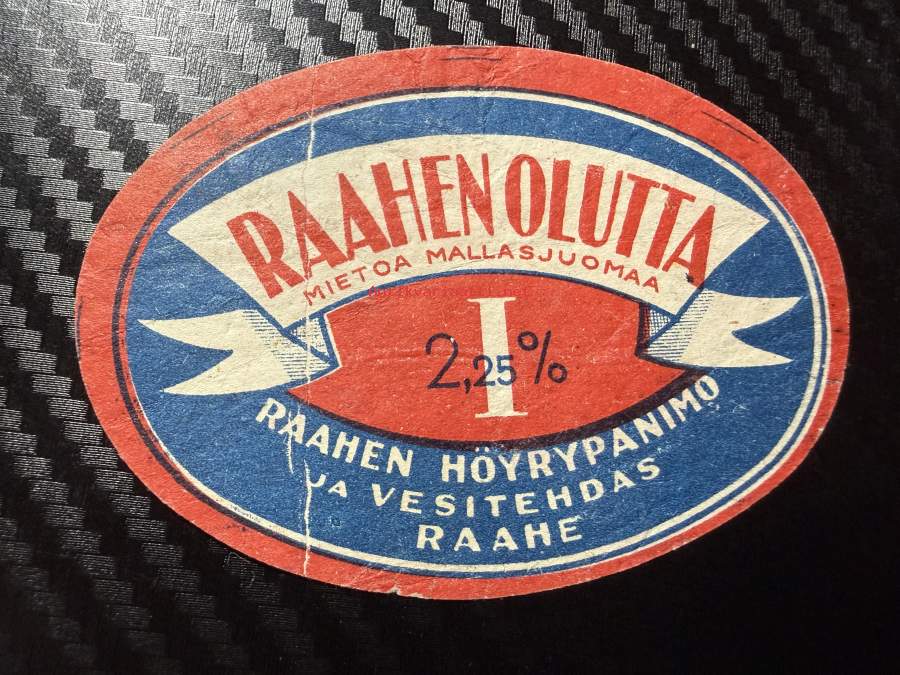 RAAHEN OLUTTA
MIETOA MALLASJUOMAA
I
2,25%
RAAHEN HÖYRYPANIMO
JA VESITEHDAS
RAAHE